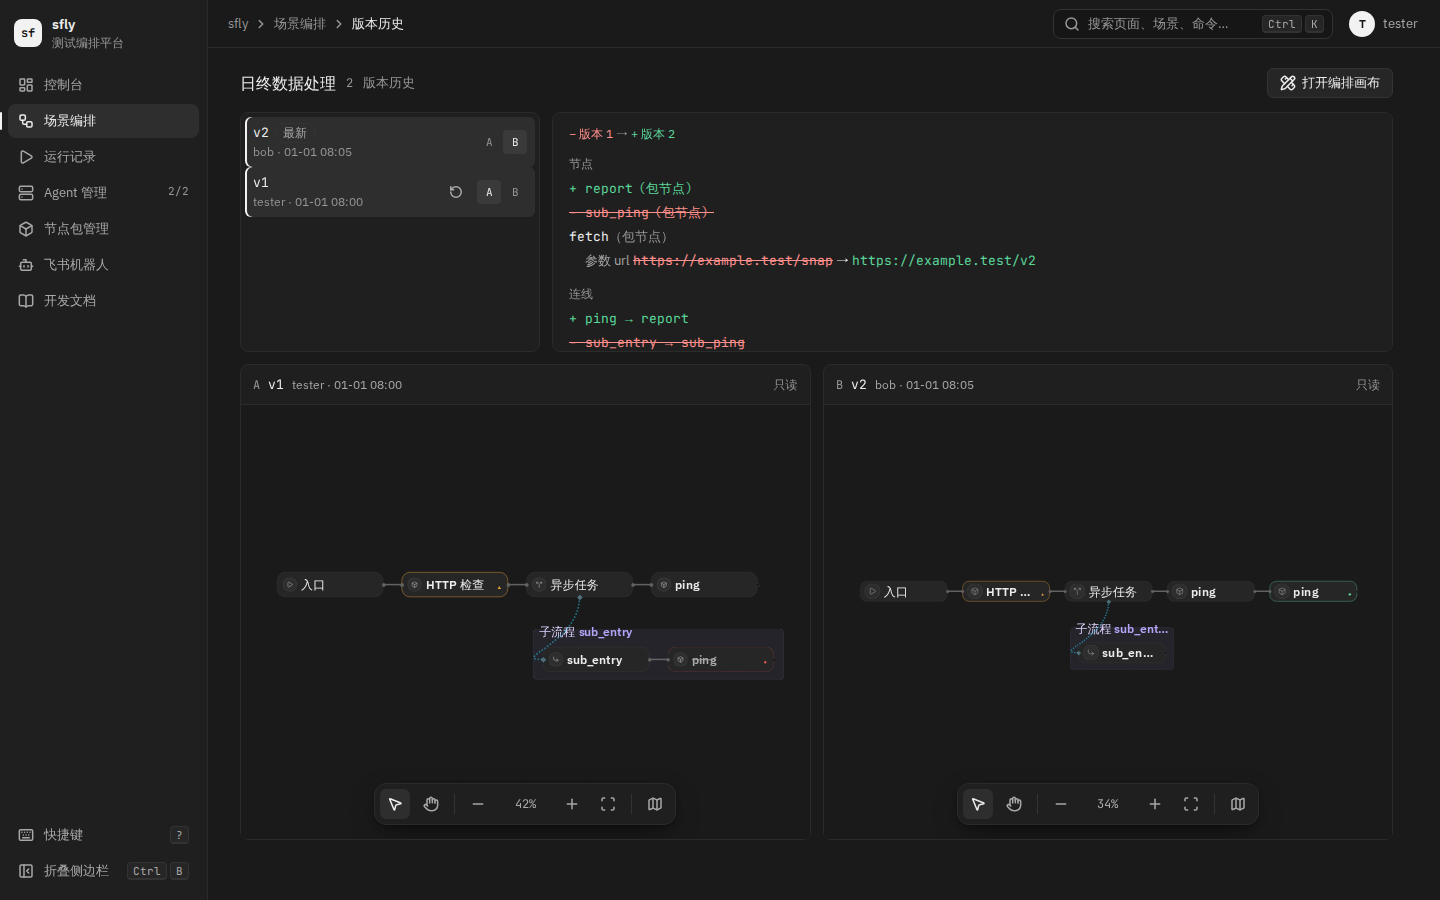 sf
sfly
测试编排平台
控制台
场景编排
运行记录
Agent 管理 2/2
节点包管理
飞书机器人
开发文档
快捷键 ?
折叠侧边栏 Ctrl B
sfly > 场景编排 > 版本历史
搜索页面、场景、命令... Ctrl K
T tester
日终数据处理 2 版本历史
打开编排画布
v2 最新
bob · 01-01 08:05
A B
v1
tester · 01-01 08:00
A B
− 版本 1 → + 版本 2
节点
+ report（包节点）
- sub_ping（包节点）
fetch（包节点）
参数 url https://example.test/snap → https://example.test/v2
连线
+ ping → report
- sub_entry → sub_ping
A v1 tester · 01-01 08:00 只读
入口
HTTP 检查
异步任务
ping
子流程 sub_entry
sub_entry
ping
42%
B v2 bob · 01-01 08:05 只读
入口
HTTP ...
异步任务
ping
ping
子流程 sub_ent...
sub_en...
34%